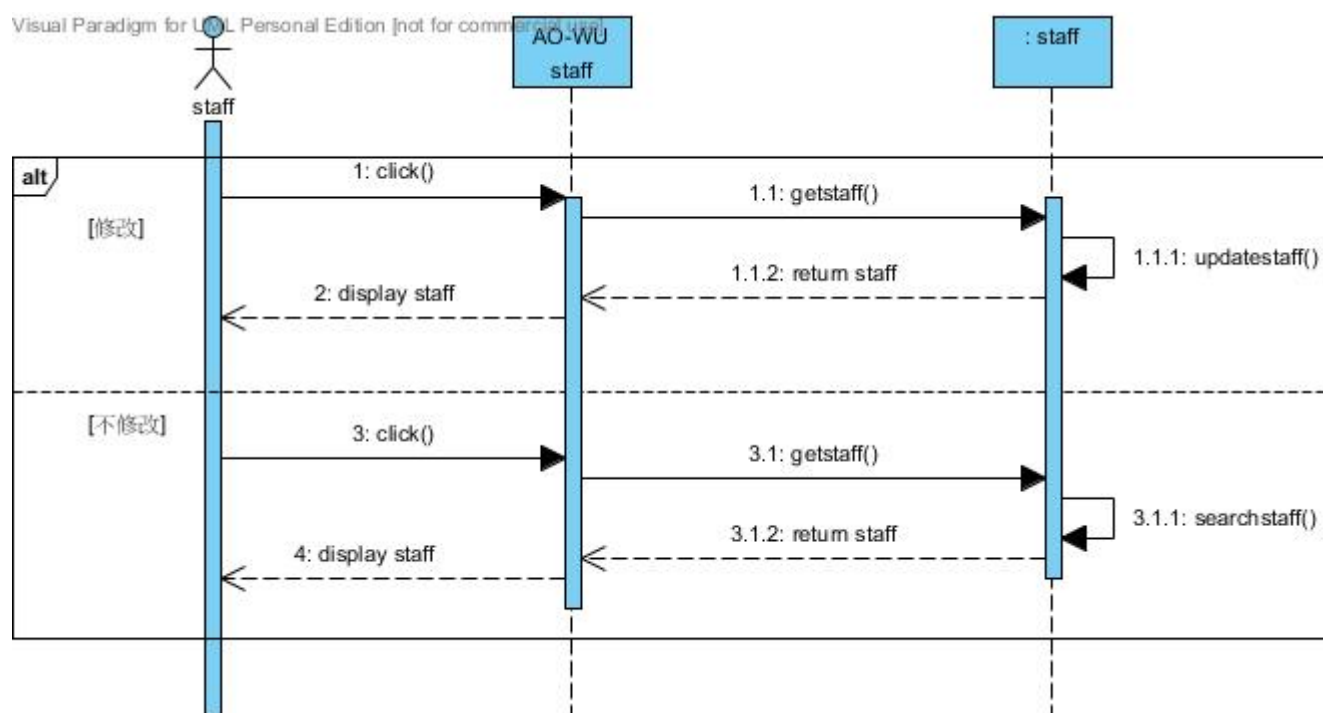 Visual Paradigm for UML Personal Edition [not for commercial use]
staff
AO-WU
staff
: staff
alt
1: click()
1.1: getstaff()
[修改]
1.1.1: updatestaff()
1.1.2: return staff
2: display staff
[不修改]
3: click()
3.1: getstaff()
3.1.1: searchstaff()
3.1.2: return staff
4: display staff